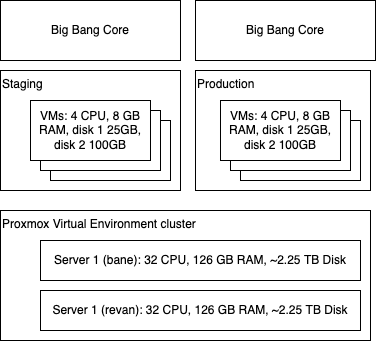 Big Bang Core
Big Bang Core
Staging
VMs: 4 CPU, 8 GB
RAM, disk 1 25GB,
disk 2 100GB
Production
VMs: 4 CPU, 8 GB
RAM, disk 1 25GB,
disk 2 100GB
Proxmox Virtual Environment cluster
Server 1 (bane): 32 CPU, 126 GB RAM, ~2.25 TB Disk
Server 1 (revan): 32 CPU, 126 GB RAM, ~2.25 TB Disk